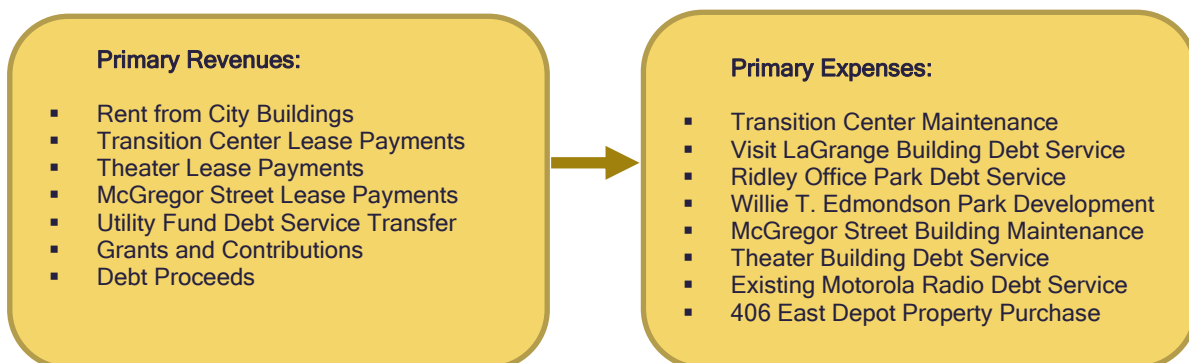 Primary Revenues:
▪ Rent from City Buildings
▪ Transition Center Lease Payments
▪ Theater Lease Payments
▪ McGregor Street Lease Payments
▪ Utility Fund Debt Service Transfer
▪ Grants and Contributions
▪ Debt Proceeds
Primary Expenses:
▪ Transition Center Maintenance
▪ Visit LaGrange Building Debt Service
▪ Ridley Office Park Debt Service
▪ Willie T. Edmondson Park Development
▪ McGregor Street Building Maintenance
▪ Theater Building Debt Service
▪ Existing Motorola Radio Debt Service
▪ 406 East Depot Property Purchase